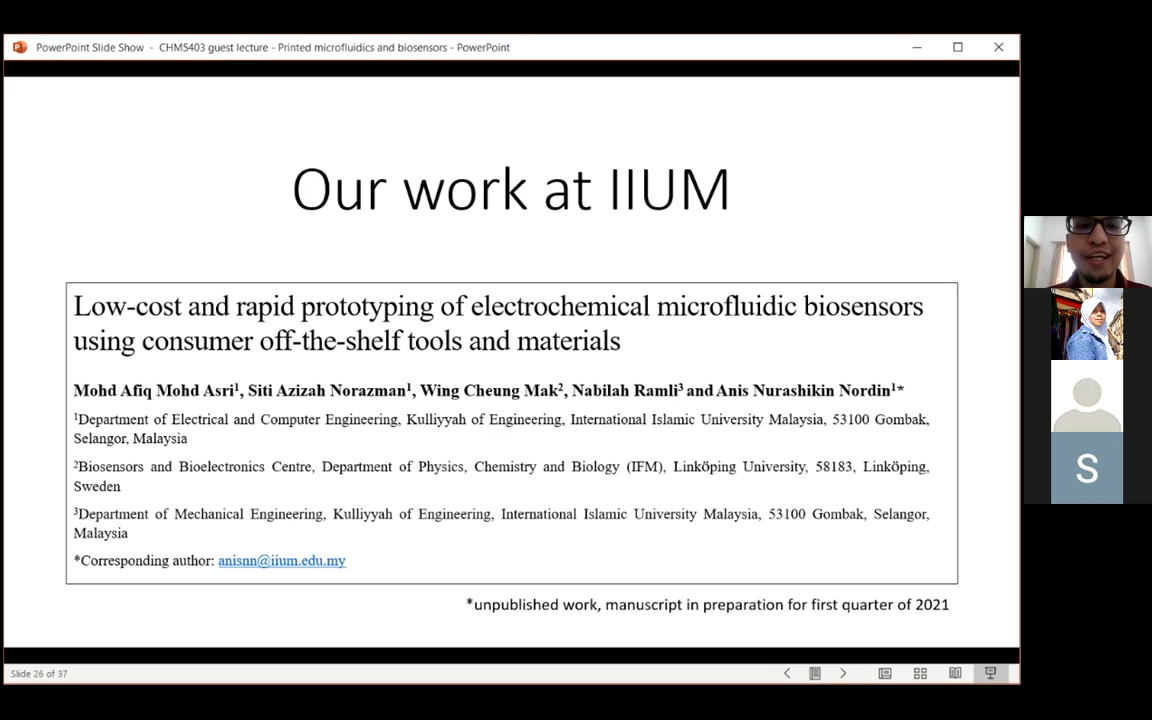 PowerPoint Slide Show - CHM5403 guest lecture - Printed microfluidics and biosensors - PowerPoint
Our work at IIUM
Low-cost and rapid prototyping of electrochemical microfluidic biosensors
using consumer off-the-shelf tools and materials
Mohd Afiq Mohd Asri¹, Siti Azizah Norazman¹, Wing Cheung Mak², Nabilah Ramli³ and Anis Nurashikin Nordin¹*
¹Department of Electrical and Computer Engineering, Kulliyyah of Engineering, International Islamic University Malaysia, 53100 Gombak,
Selangor, Malaysia
²Biosensors and Bioelectronics Centre, Department of Physics, Chemistry and Biology (IFM), Linköping University, 58183, Linköping,
Sweden
³Department of Mechanical Engineering, Kulliyyah of Engineering, International Islamic University Malaysia, 53100 Gombak, Selangor,
Malaysia
*Corresponding author: anisnn@iium.edu.my
*unpublished work, manuscript in preparation for first quarter of 2021
S
Slide 26 of 37